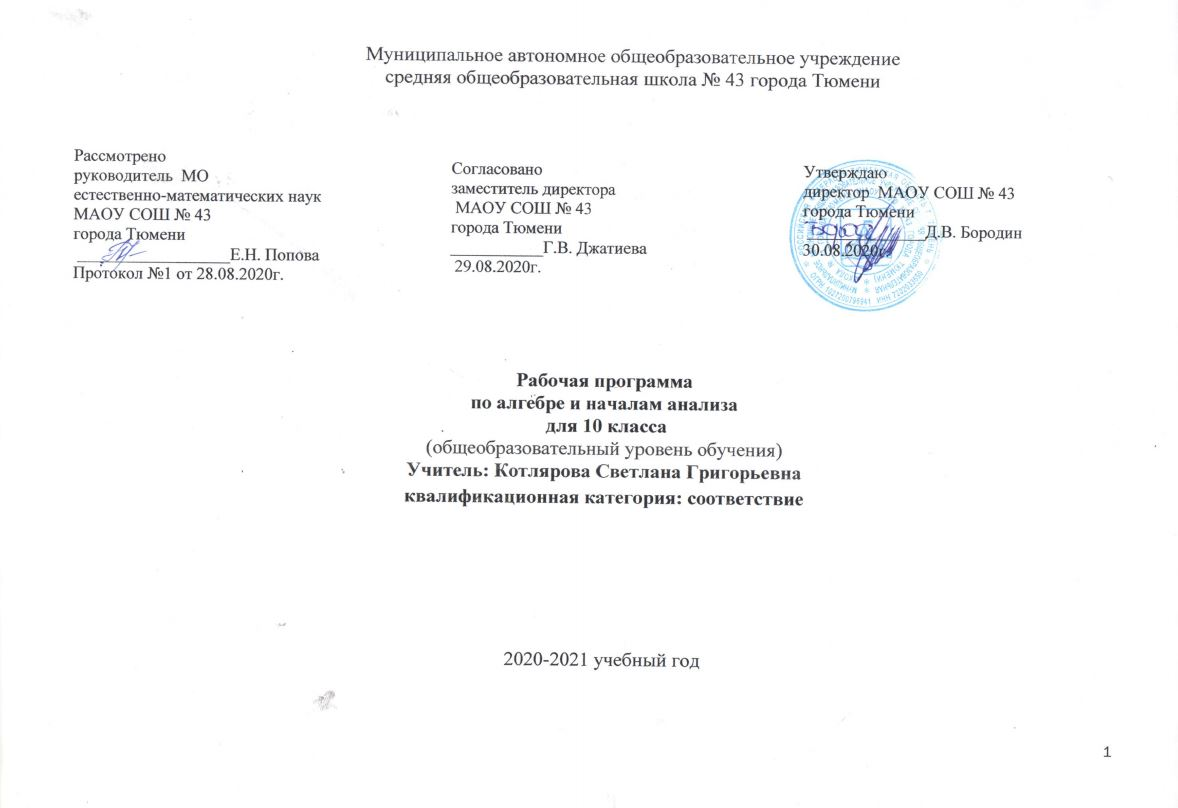 Муниципальное автономное общеобразовательное учреждение
средняя общеобразовательная школа № 43 города Тюмени
Рассмотрено
руководитель МО
естественно-математических наук
МАОУ СОШ № 43
города Тюмени
__________________Е.Н. Попова
Протокол №1 от 28.08.2020г.
Согласовано
заместитель директора
МАОУ СОШ № 43
города Тюмени
___________Г.В. Джатиева
29.08.2020г.
Утверждаю
директор МАОУ СОШ № 43
города Тюмени
______________Д.В. Бородин
30.08.2020г.
Рабочая программа
по алгебре и началам анализа
для 10 класса
(общеобразовательный уровень обучения)
Учитель: Котлярова Светлана Григорьевна
квалификационная категория: соответствие
2020-2021 учебный год
1